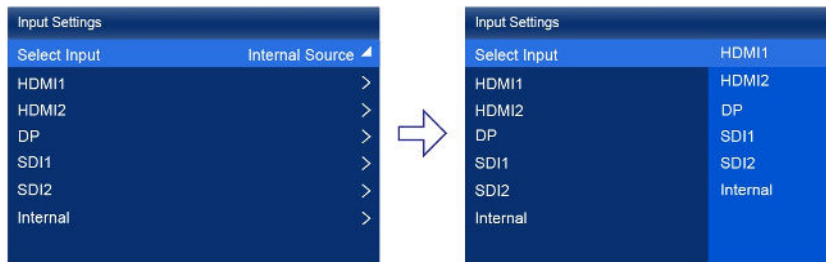 Input Settings
Select Input Internal Source
HDMI1
HDMI2
DP
SDI1
SDI2
Internal
Input Settings
Select Input HDMI1
HDMI1 HDMI2
HDMI2 DP
DP SDI1
SDI1 SDI2
SDI2 Internal
Internal